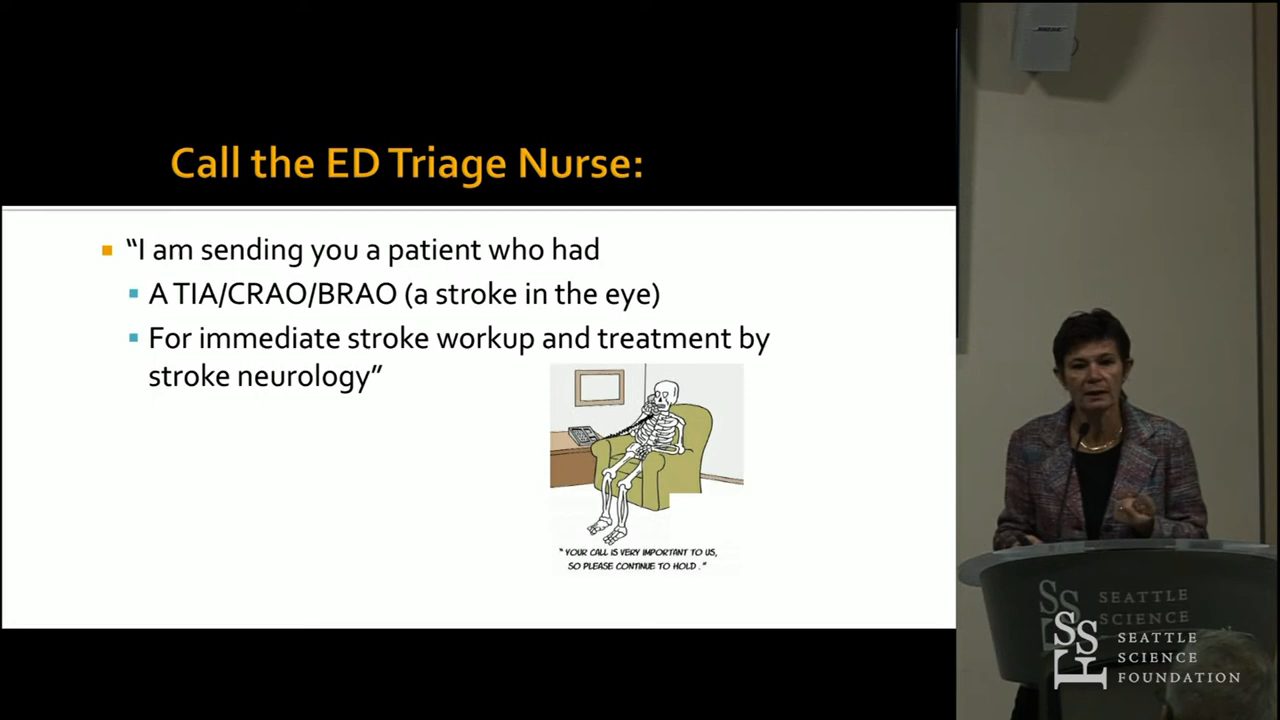 Call the ED Triage Nurse:
“I am sending you a patient who had
A TIA/CRAO/BRAO (a stroke in the eye)
For immediate stroke workup and treatment by
stroke neurology”
“YOUR CALL IS VERY IMPORTANT TO US,
SO PLEASE CONTINUE TO HOLD.”
BOSE
SEATTLE
SCIENCE
SEATTLE
SCIENCE
FOUNDATION